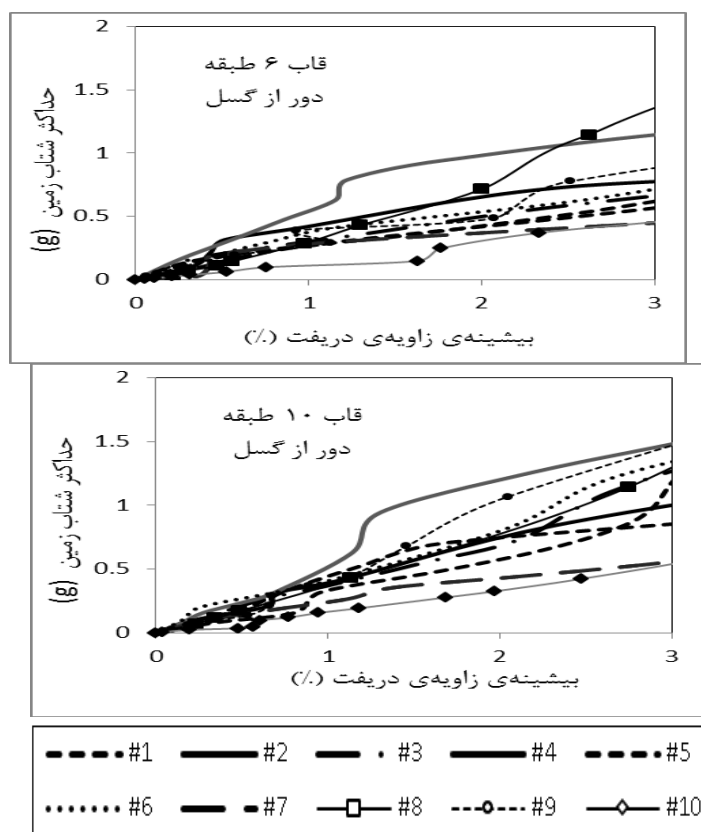 2
1.5
1
0.5
0
0 1 2 3
قاب ۶ طبقه
دور از گسل
حداکثر شتاب زمین (g)
بیشینه‌ی زاویه‌ی دریفت (٪)
2
1.5
1
0.5
0
0 1 2 3
قاب ۱۰ طبقه
دور از گسل
حداکثر شتاب زمین (g)
بیشینه‌ی زاویه‌ی دریفت (٪)
#1 #2 #3 #4 #5
#6 #7 #8 #9 #10